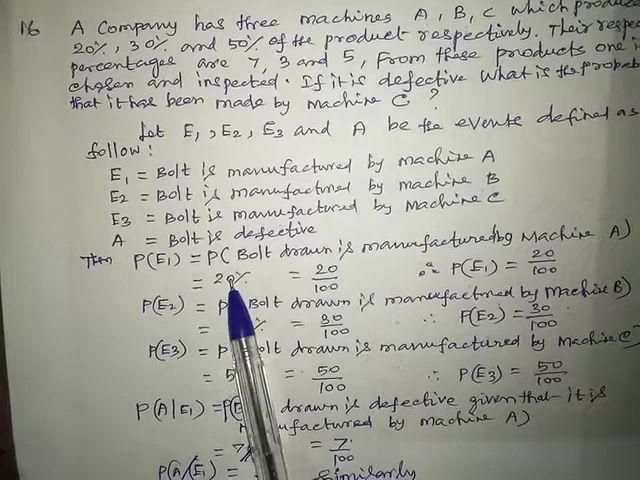 16 A Company has three machines A, B, C which produce
20%, 30% and 50% of the product respectively. Their respe
percentages are 7, 3 and 5, From these products one i
chosen and inspected. If it is defective what is the probab
that it has been made by machine C ?
Let E1, E2, E3 and A be the events defined as
follow:
E1 = Bolt is manufactured by machine A
E2 = Bolt is manufactured by machine B
E3 = Bolt is manufactured by machine C
A = Bolt is defective
Then P(E1) = P( Bolt drawn is manufactured by Machine A)
= 20% = 20/100 ∴ P(E1) = 20/100
P(E2) = P Bolt drawn is manufactured by Machine B)
= % = 30/100 ∴ P(E2) = 30/100
P(E3) = P olt drawn is manufactured by Machine C)
= 5 = 50/100 ∴ P(E3) = 50/100
P(A|E1) = P(B drawn is defective given that it is
nufactured by machine A)
= 7% = 7/100
P(A/E1) = Similarly